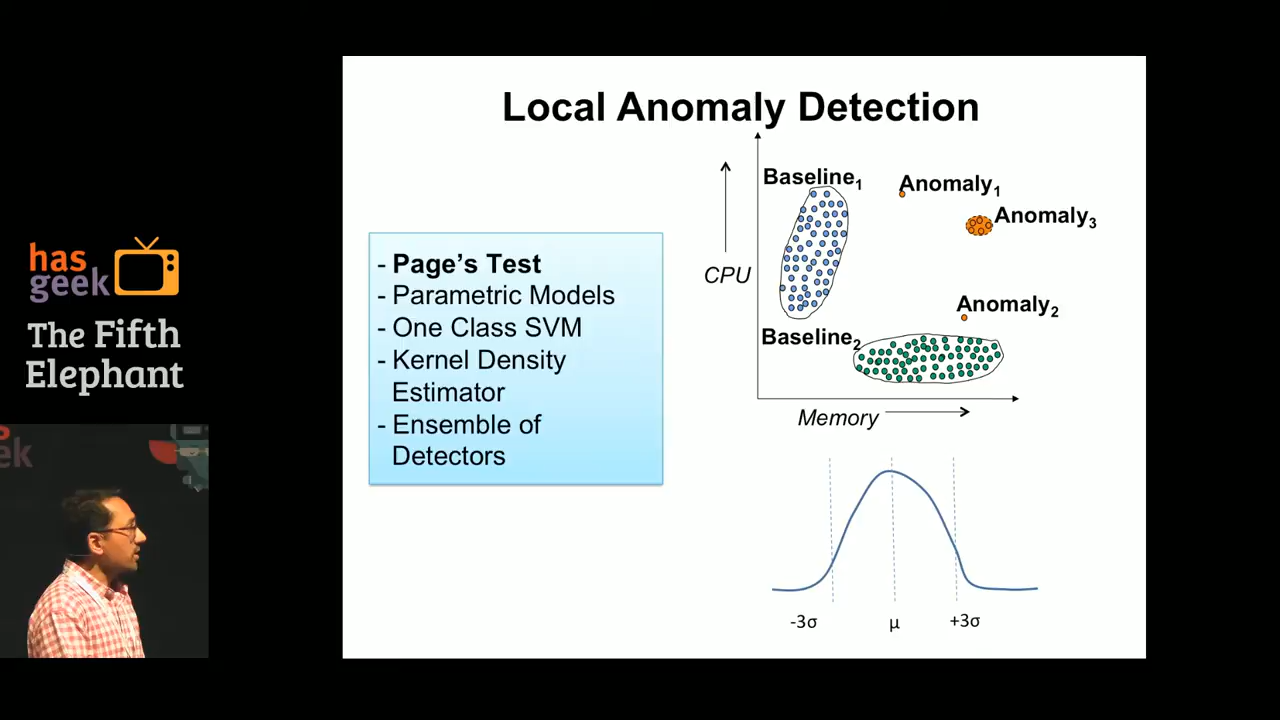 Local Anomaly Detection
has
geek
The Fifth
Elephant
- Page's Test
- Parametric Models
- One Class SVM
- Kernel Density
Estimator
- Ensemble of
Detectors
Baseline1
Anomaly1
Anomaly3
CPU
Anomaly2
Baseline2
Memory
-3σ
μ
+3σ